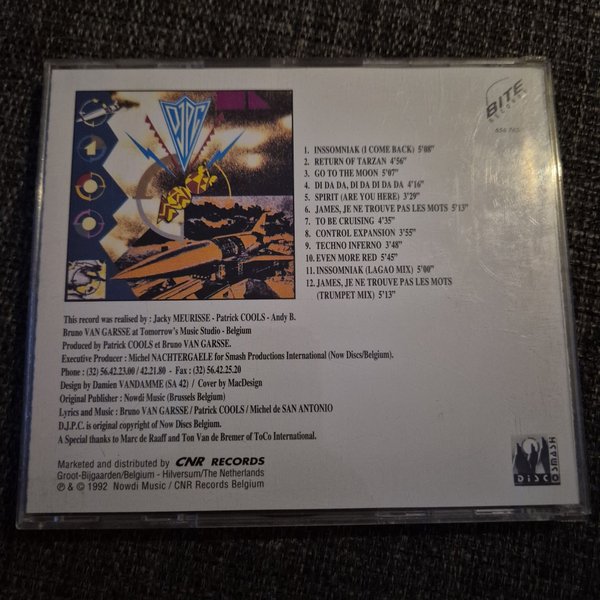 DJPC
BITE
RECORDS
1. INSSOMNIAK (I COME BACK) 5'08"
2. RETURN OF TARZAN 4'56"
3. GO TO THE MOON 5'07"
4. DI DA DA, DI DA DI DA DA 4'16"
5. SPIRIT (ARE YOU HERE) 3'29"
6. JAMES, JE NE TROUVE PAS LES MOTS 5'13"
7. TO BE CRUISING 4'35"
8. CONTROL EXPANSION 3'55"
9. TECHNO INFERNO 3'48"
10. EVEN MORE RED 5'45"
11. INSSOMNIAK (LAGAO MIX) 5'00"
12. JAMES, JE NE TROUVE PAS LES MOTS
(TRUMPET MIX) 5'13"
This record was realised by : Jacky MEURISSE - Patrick COOLS - Andy B.
Bruno VAN GARSSE at Tomorrow's Music Studio - Belgium
Produced by Patrick COOLS et Bruno VAN GARSSE.
Executive Producer : Michel NACHTERGAELE for Smash Productions International (Now Discs/Belgium).
Phone : (32) 56.42.23.00 / 42.21.80 - Fax : (32) 56.42.25.20
Design by Damien VANDAMME (SA 42) / Cover by MacDesign
Original Publisher : Nowdi Music (Brussels Belgium)
Lyrics and Music : Bruno VAN GARSSE / Patrick COOLS / Michel de SAN ANTONIO
D.J.P.C. is original copyright of Now Discs Belgium.
A Special thanks to Marc de Raaff and Ton Van de Bremer of ToCo International.
Marketed and distributed by CNR RECORDS
Groot-Bijgaarden/Belgium - Hilversum/The Netherlands
℗ & © 1992 Nowdi Music / CNR Records Belgium
DISCO SMASH